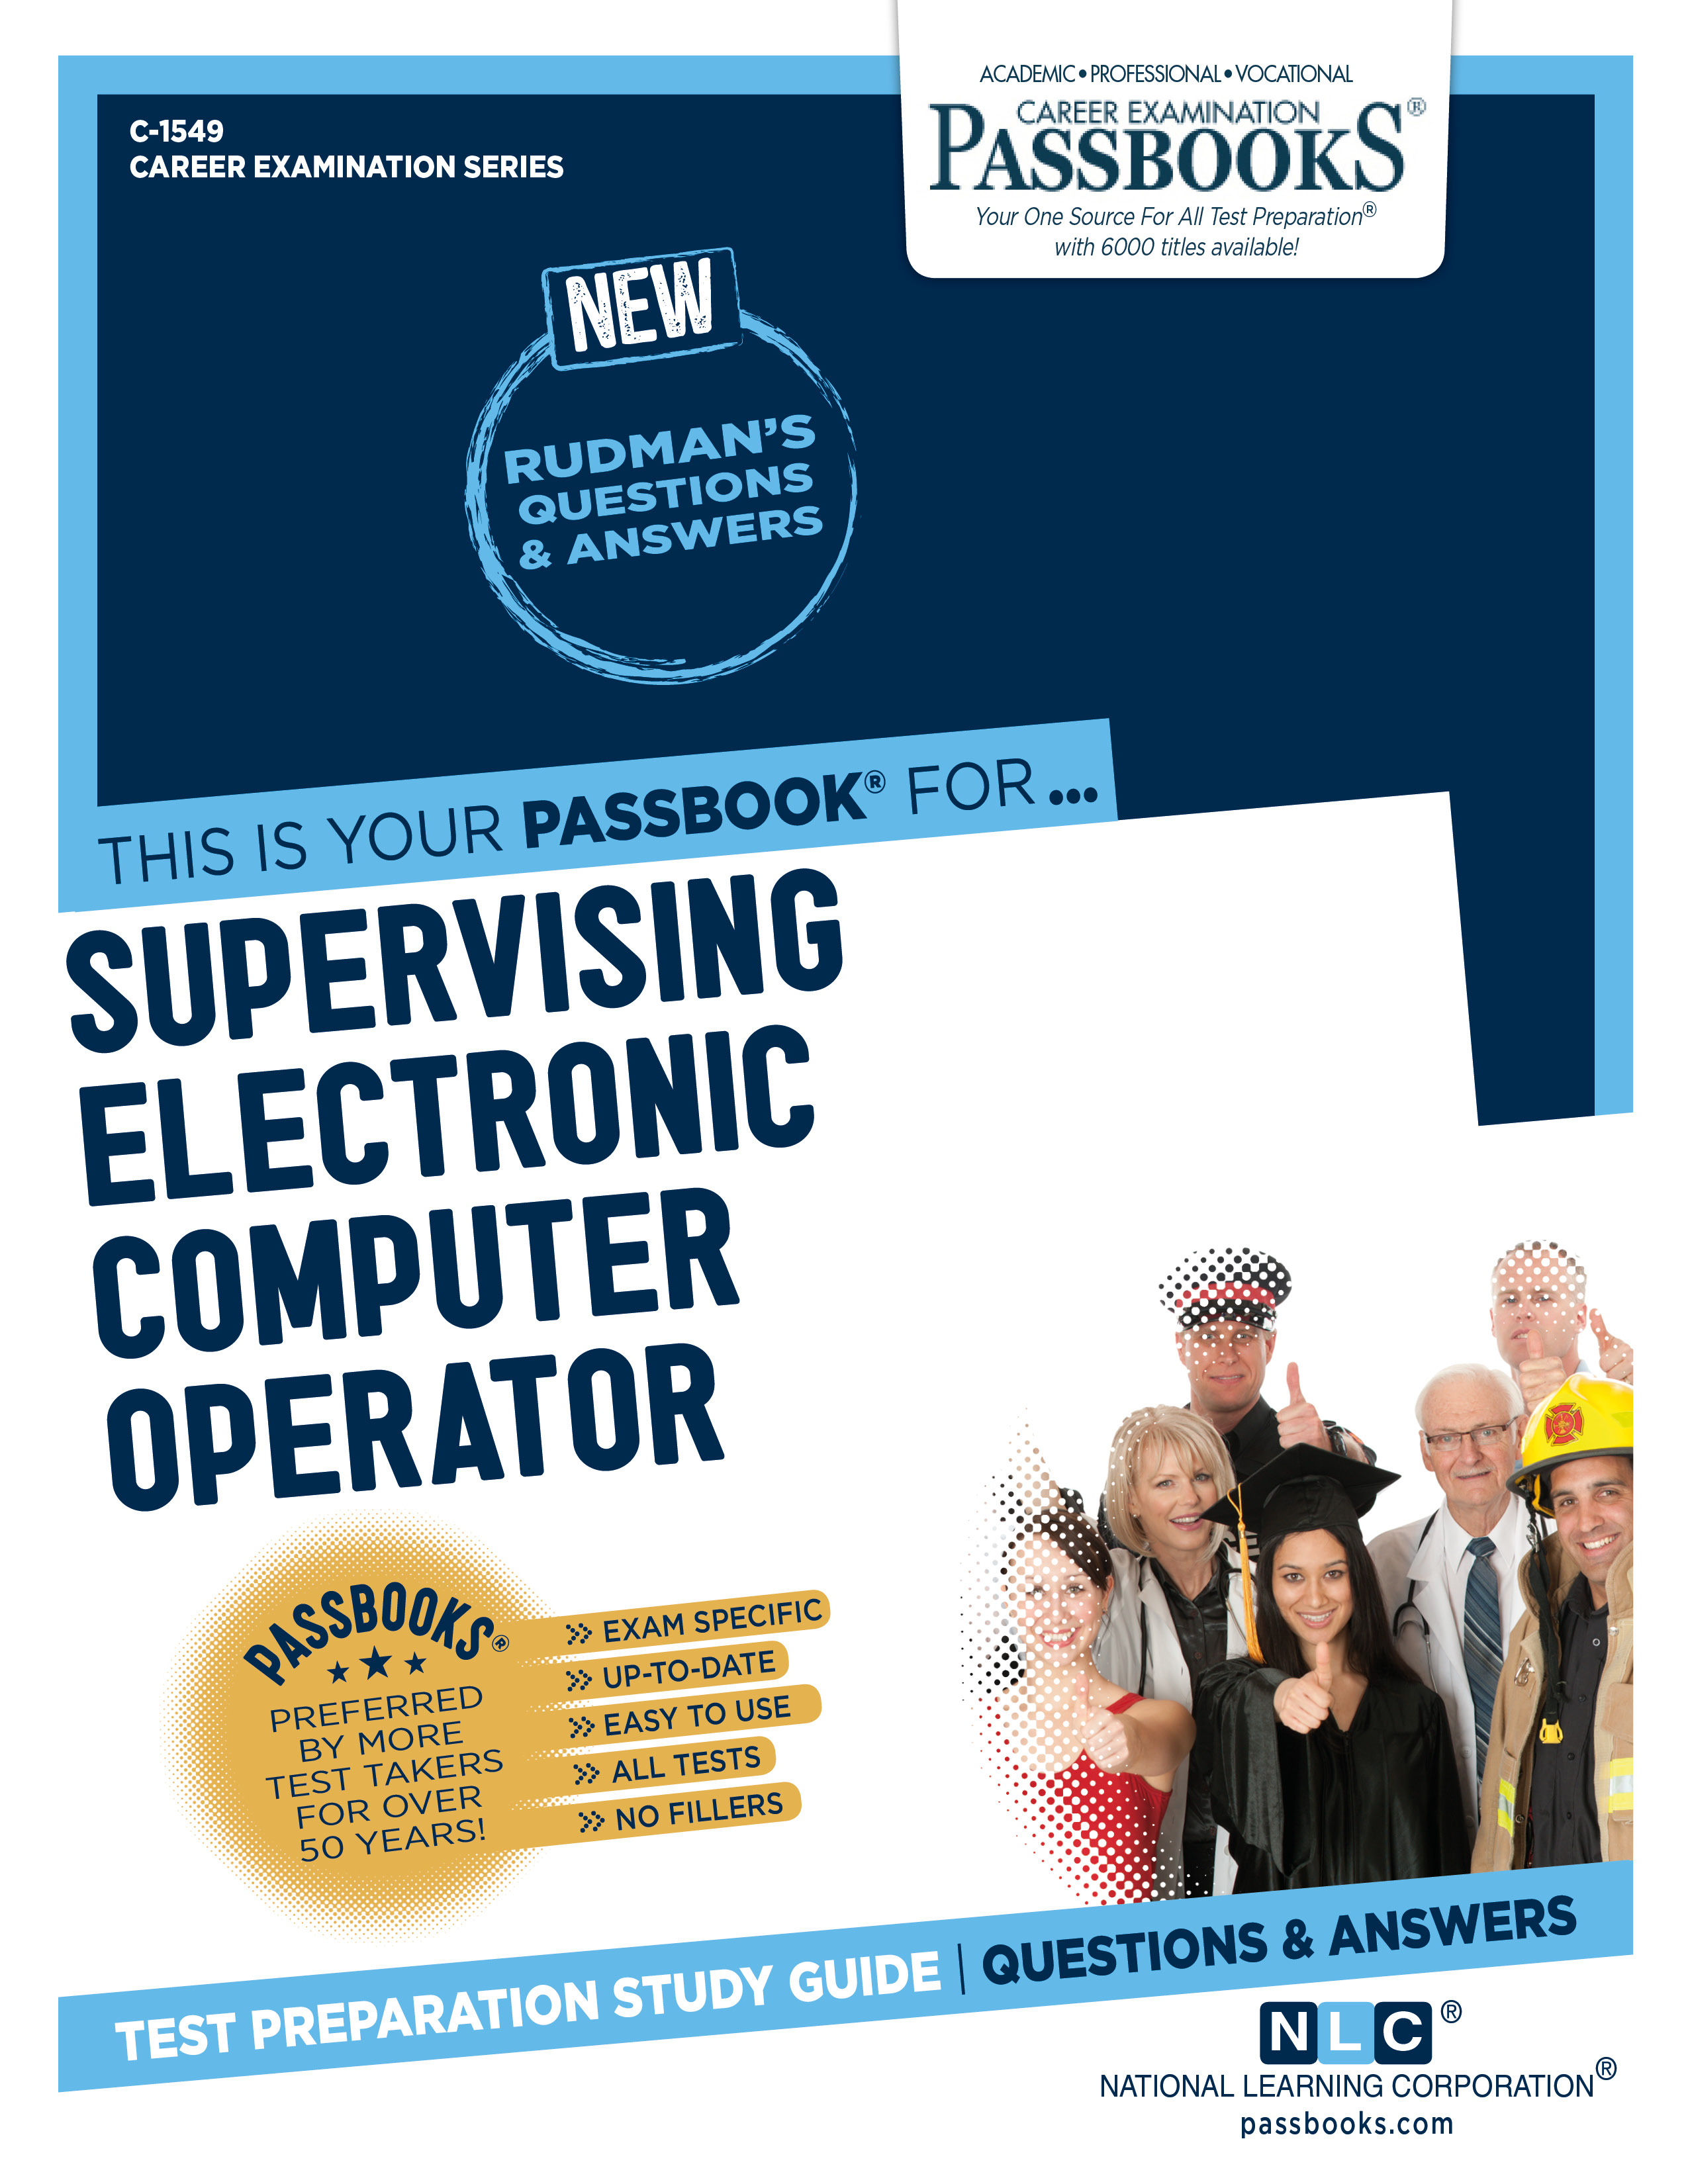 C-1549
CAREER EXAMINATION SERIES
ACADEMIC • PROFESSIONAL • VOCATIONAL
CAREER EXAMINATION
PASSBOOKS®
Your One Source For All Test Preparation®
with 6000 titles available!
NEW
RUDMAN'S
QUESTIONS
& ANSWERS
THIS IS YOUR PASSBOOK® FOR...
SUPERVISING
ELECTRONIC
COMPUTER
OPERATOR
PASSBOOKS®
PREFERRED
BY MORE
TEST TAKERS
FOR OVER
50 YEARS!
EXAM SPECIFIC
UP-TO-DATE
EASY TO USE
ALL TESTS
NO FILLERS
TEST PREPARATION STUDY GUIDE | QUESTIONS & ANSWERS
NLC®
NATIONAL LEARNING CORPORATION®
passbooks.com